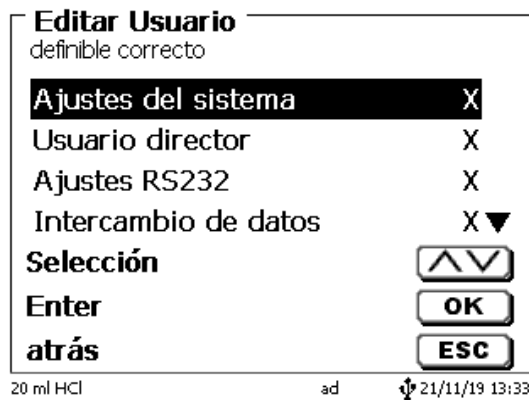 Editar Usuario
definible correcto
Ajustes del sistema X
Usuario director X
Ajustes RS232 X
Intercambio de datos X▼
Selección
Enter OK
atrás ESC
20 ml HCl ad 21/11/19 13:33